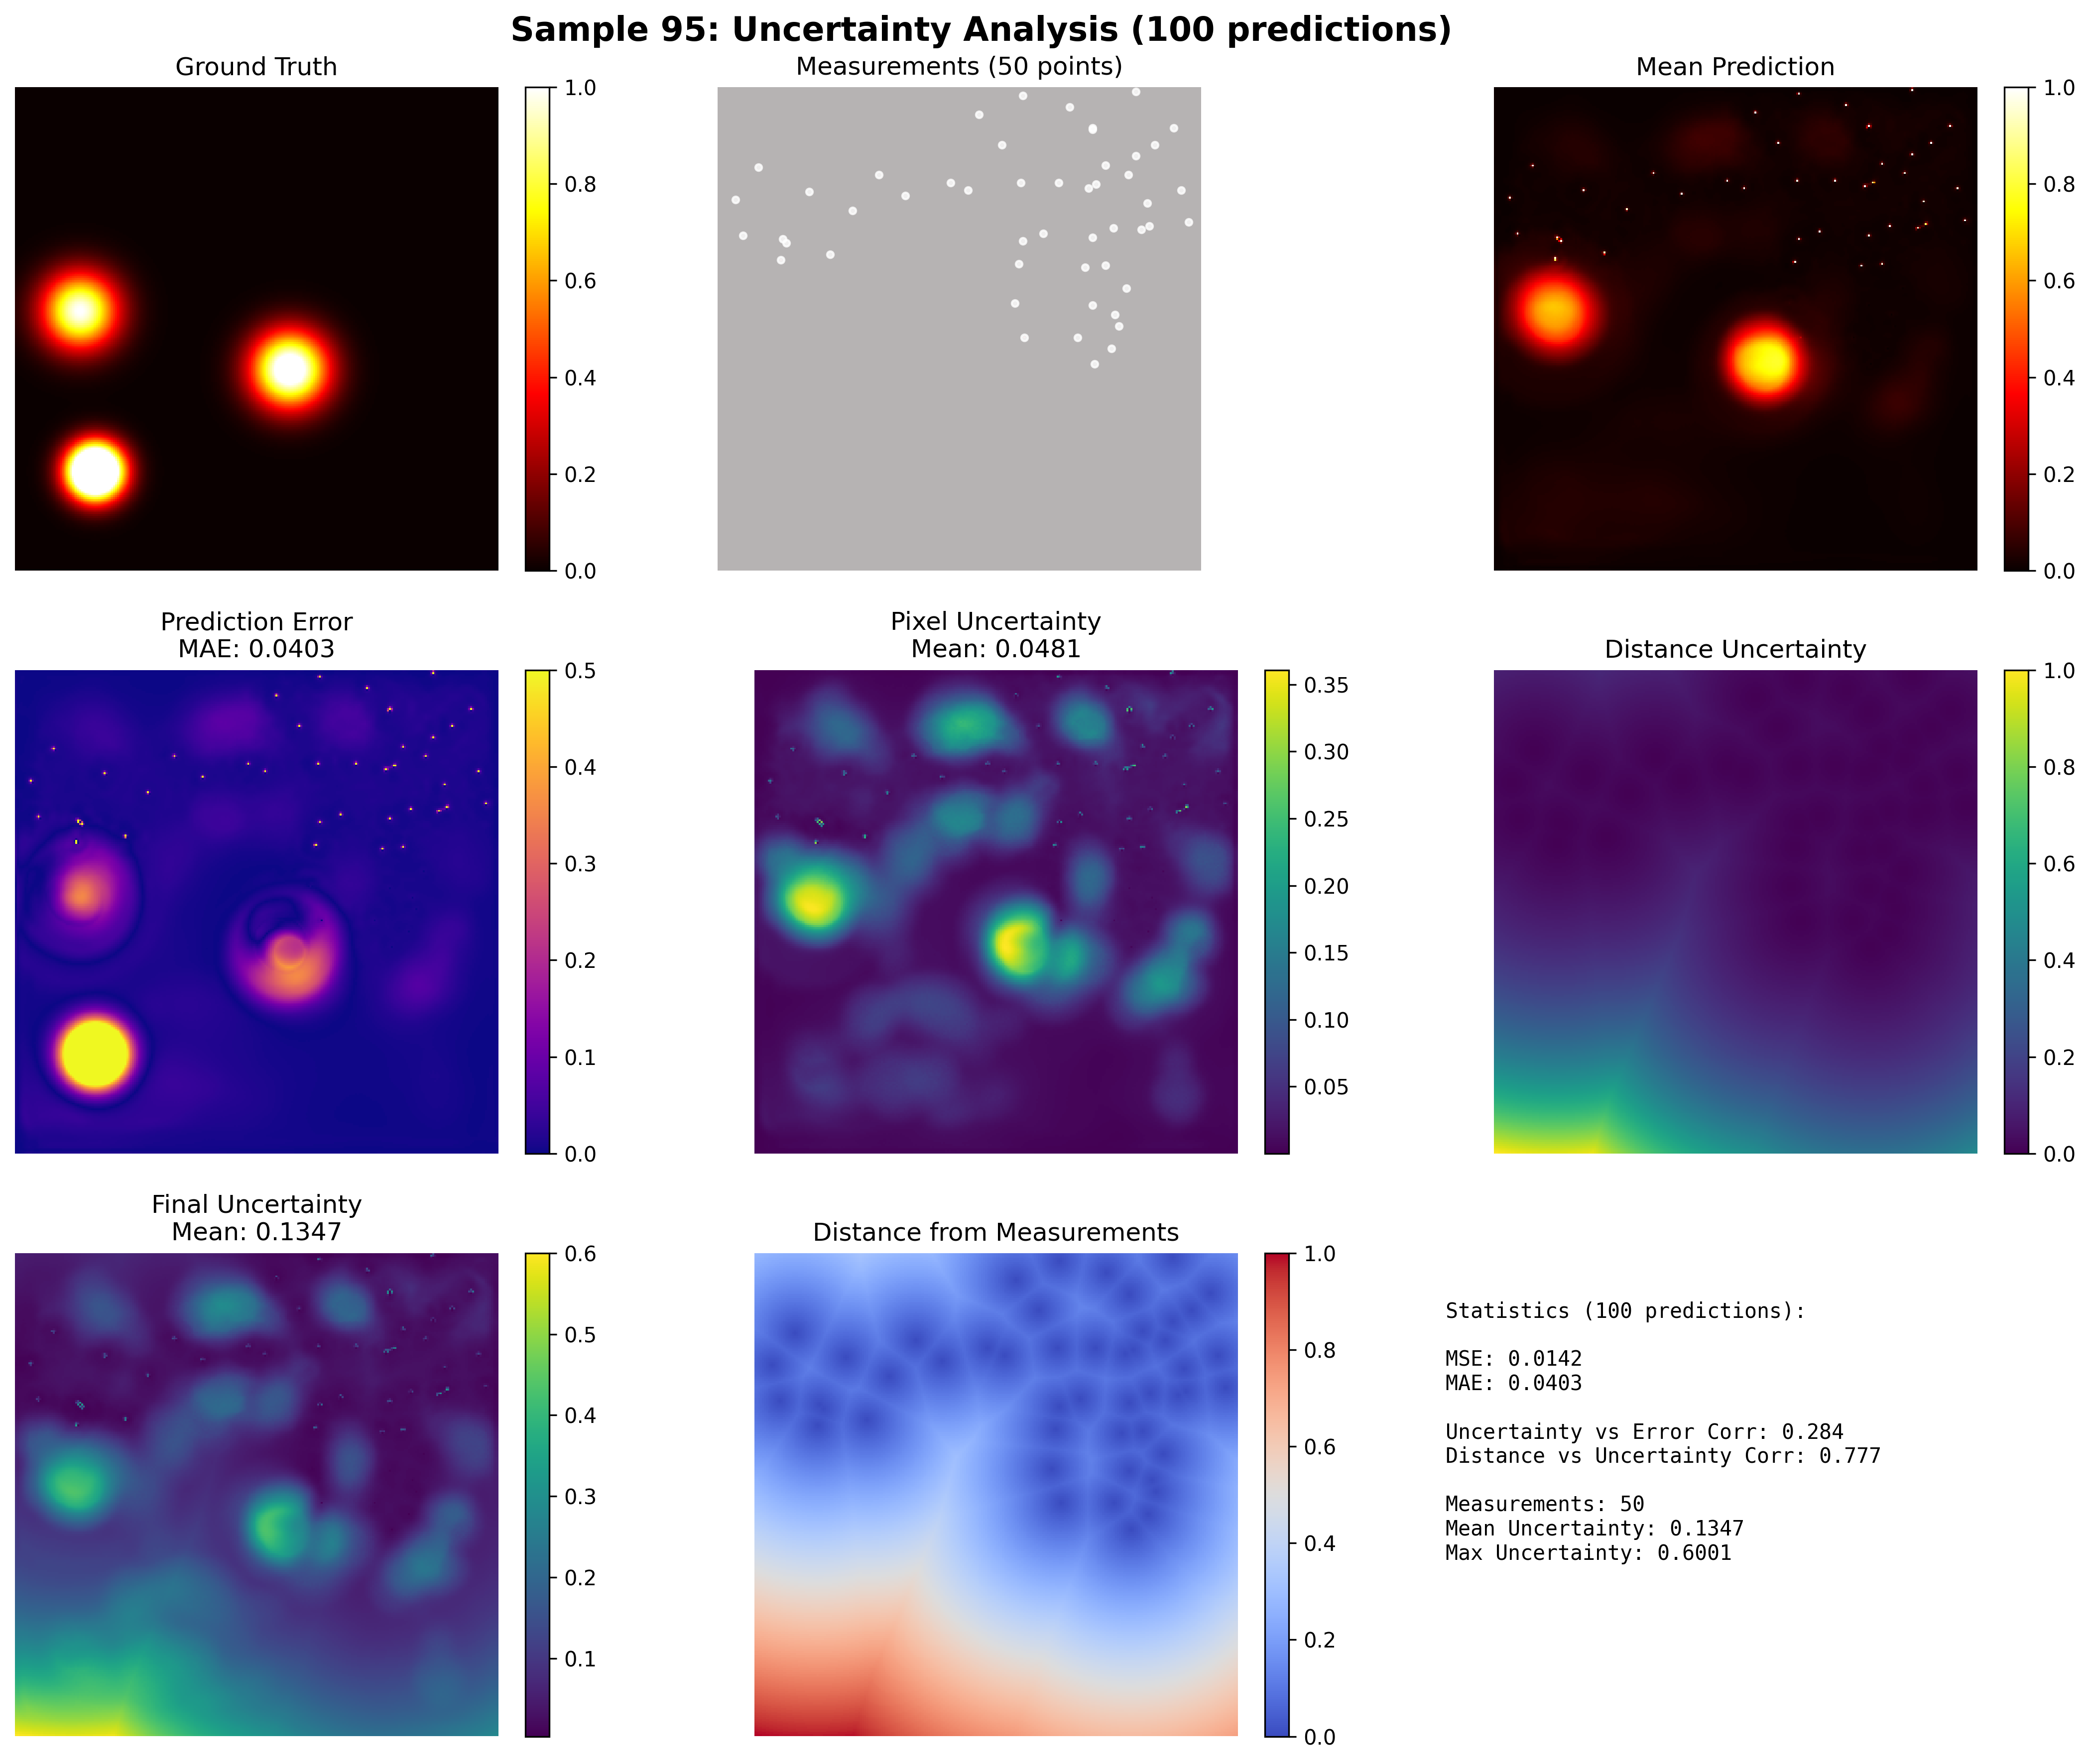 Sample 95: Uncertainty Analysis (100 predictions)
Ground Truth
1.0
0.8
0.6
0.4
0.2
0.0
Measurements (50 points)
Mean Prediction
1.0
0.8
0.6
0.4
0.2
0.0
Prediction Error
MAE: 0.0403
0.5
0.4
0.3
0.2
0.1
0.0
Pixel Uncertainty
Mean: 0.0481
0.35
0.30
0.25
0.20
0.15
0.10
0.05
Distance Uncertainty
1.0
0.8
0.6
0.4
0.2
0.0
Final Uncertainty
Mean: 0.1347
0.6
0.5
0.4
0.3
0.2
0.1
Distance from Measurements
1.0
0.8
0.6
0.4
0.2
0.0
Statistics (100 predictions):
MSE: 0.0142
MAE: 0.0403
Uncertainty vs Error Corr: 0.284
Distance vs Uncertainty Corr: 0.777
Measurements: 50
Mean Uncertainty: 0.1347
Max Uncertainty: 0.6001